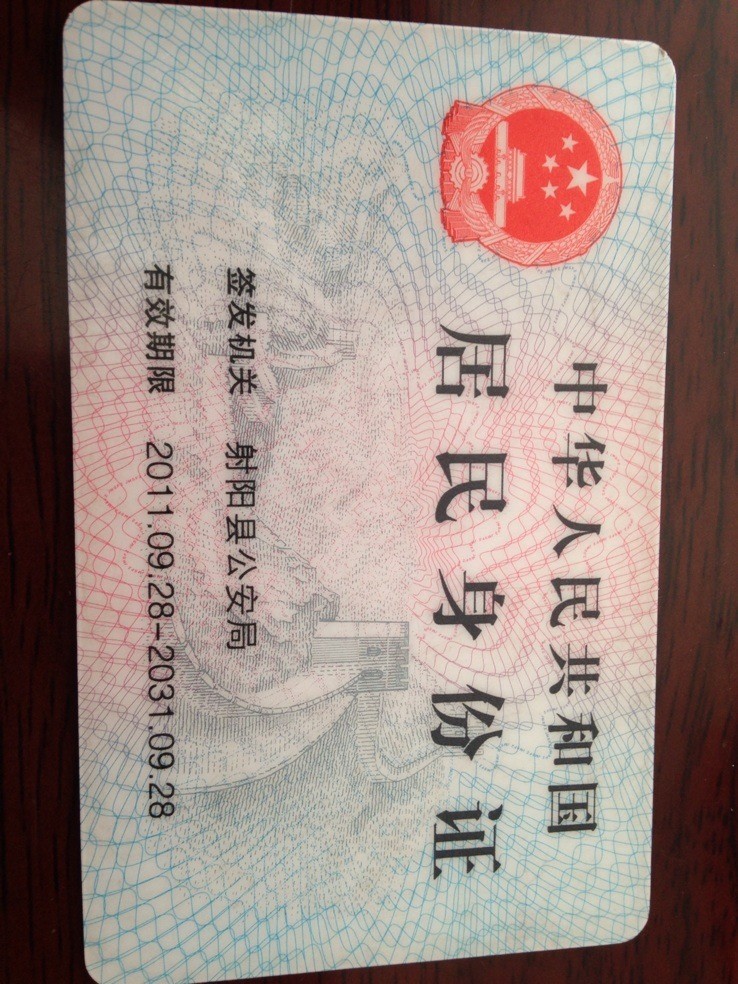 中华人民共和国
居民身份证
签发机关 射阳县公安局
有效期限 2011.09.28-2031.09.28